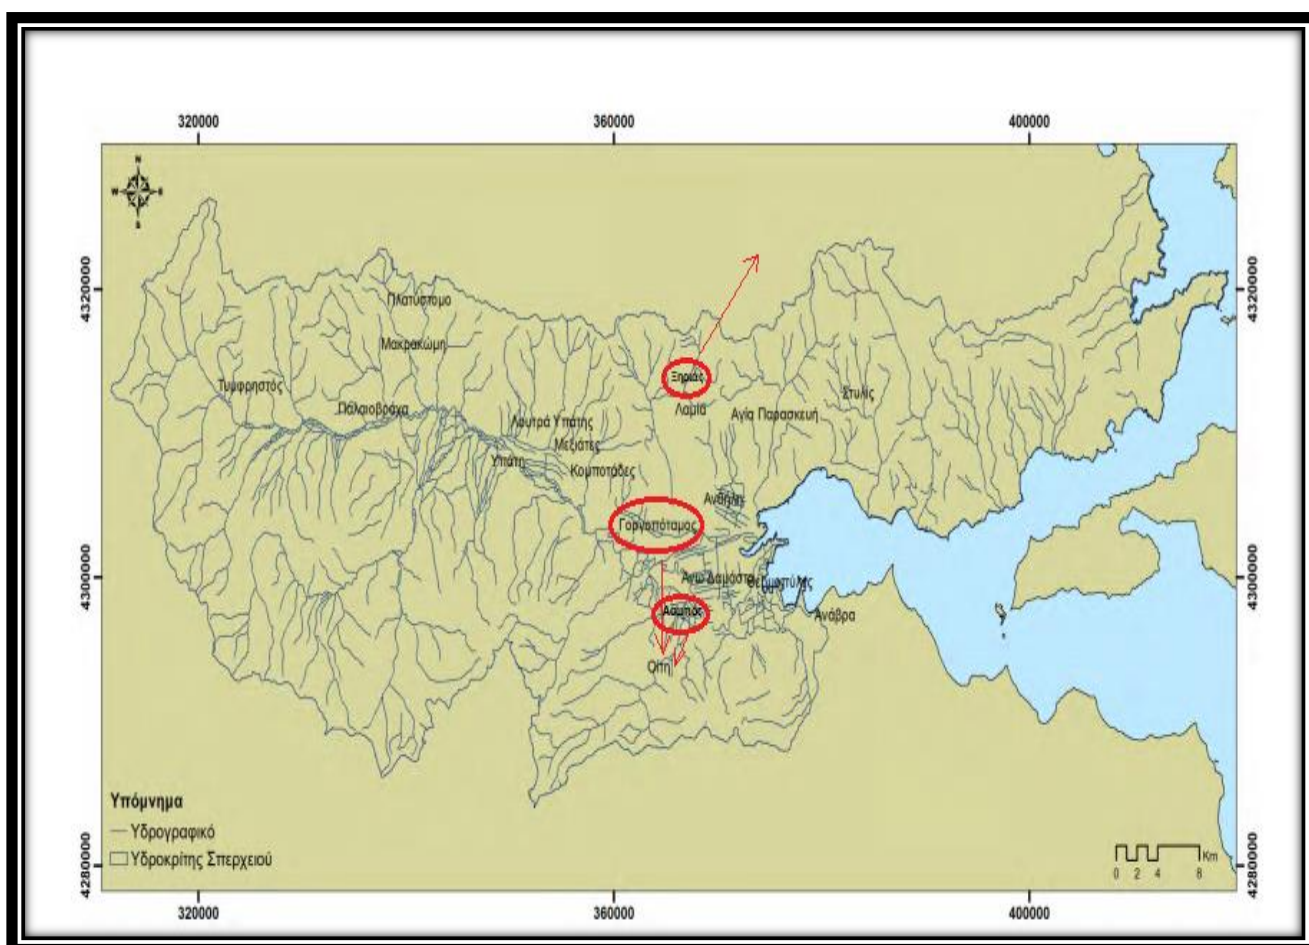 320000 360000 400000
N
W E
S
4320000 4320000
Πλατύστομο
Μακρακώμη
Τυμφρηστός
Ξηριάς
Στυλίς
Παλαιοβράχα
Λαμία
Αγία Παρασκευή
Λουτρά Υπάτης
Μεξιάτες
Υπάτη
Κομποτάδες
Ανθήλη
Γοργοπόταμος
4300000 4300000
Άνω Δαμάστα
Θερμοπύλες
Ασωπός
Ανάβρα
Οίτη
Υπόμνημα
Υδρογραφικό
Υδροκρίτης Σπερχειού
Km
0 2 4 8
4280000 4280000
320000 360000 400000